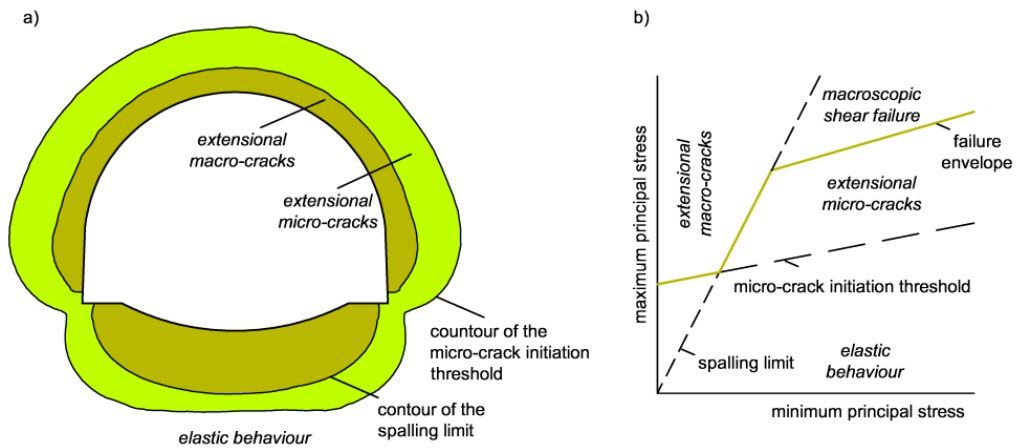 a)
extensional
macro-cracks
extensional
micro-cracks
countour of the
micro-crack initiation
threshold
contour of the
spalling limit
elastic behaviour
b)
maximum principal stress
extensional
macro-cracks
macroscopic
shear failure
failure
envelope
extensional
micro-cracks
micro-crack initiation threshold
spalling limit
elastic
behaviour
minimum principal stress